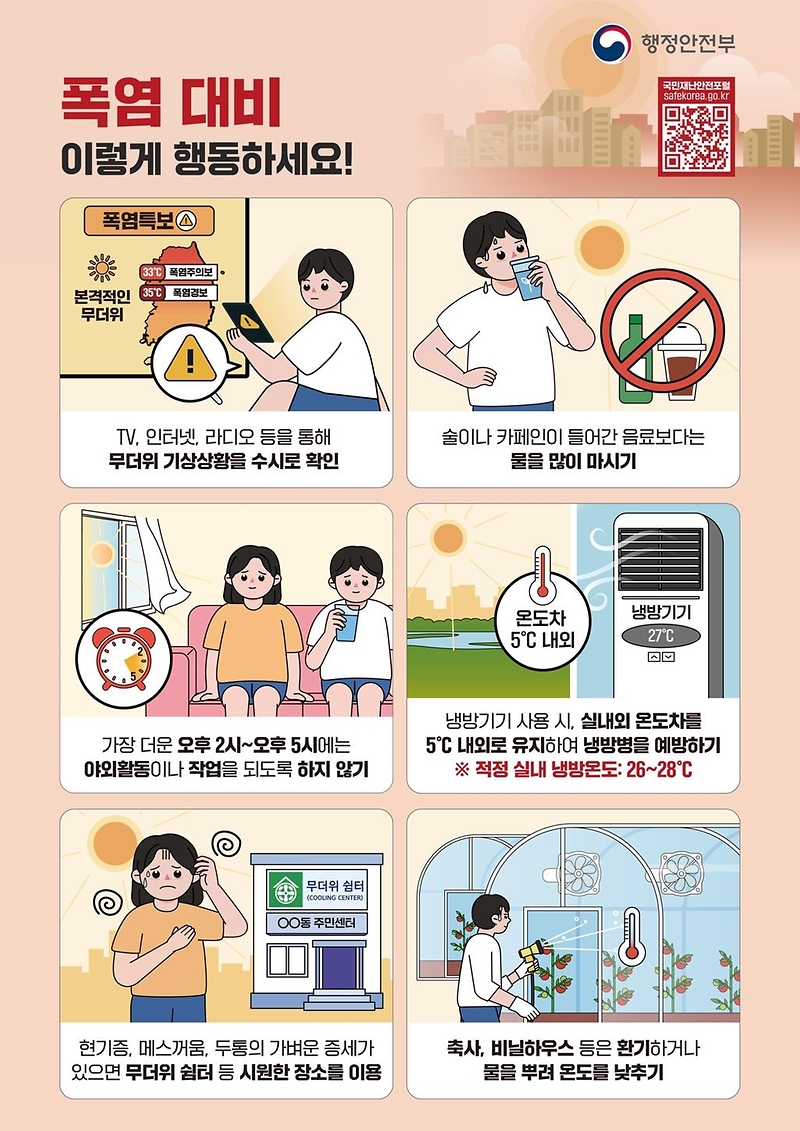 행정안전부
국민재난안전포털
safekorea.go.kr
폭염 대비
이렇게 행동하세요!
폭염특보
본격적인
무더위
33℃ 폭염주의보
35℃ 폭염경보
TV, 인터넷, 라디오 등을 통해
무더위 기상상황을 수시로 확인
술이나 카페인이 들어간 음료보다는
물을 많이 마시기
2
5
가장 더운 오후 2시~오후 5시에는
야외활동이나 작업을 되도록 하지 않기
온도차
5℃ 내외
냉방기기
27℃
냉방기기 사용 시, 실내외 온도차를
5℃ 내외로 유지하여 냉방병을 예방하기
※ 적정 실내 냉방온도: 26~28℃
무더위 쉼터
(COOLING CENTER)
○○동 주민센터
현기증, 메스꺼움, 두통의 가벼운 증세가
있으면 무더위 쉼터 등 시원한 장소를 이용
축사, 비닐하우스 등은 환기하거나
물을 뿌려 온도를 낮추기